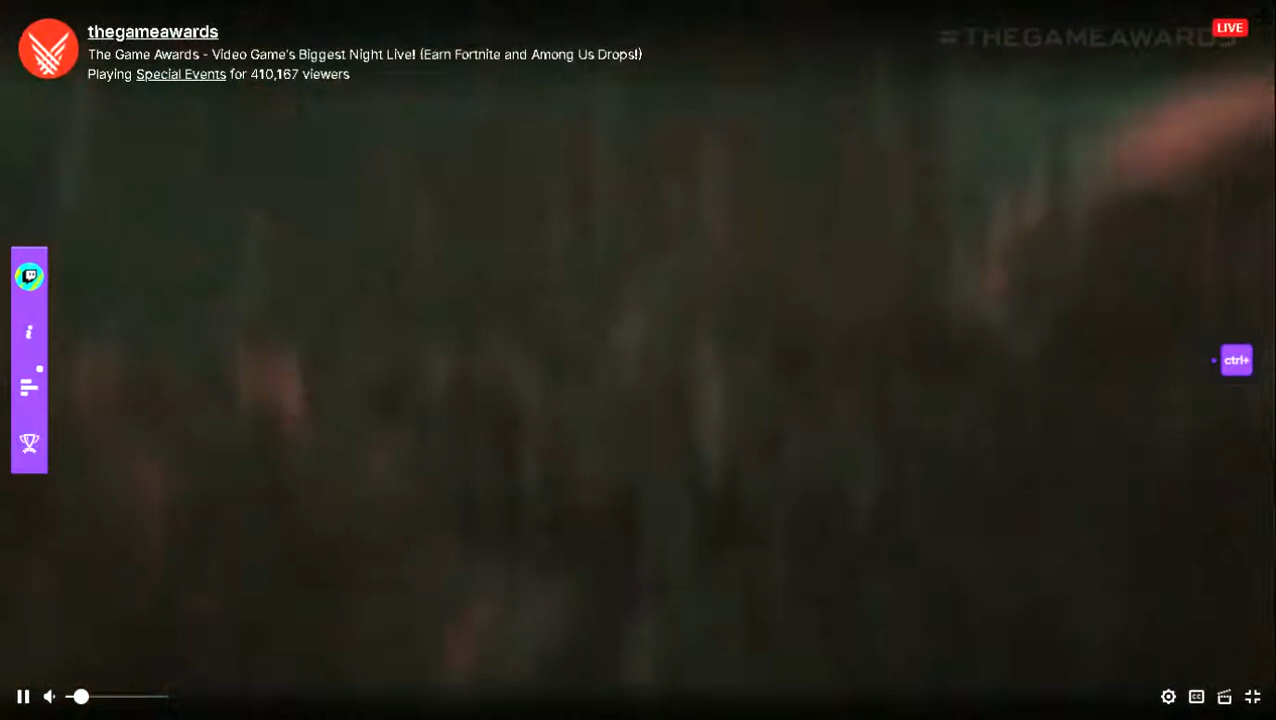 thegameawards
The Game Awards - Video Game's Biggest Night Live! (Earn Fortnite and Among Us Drops!)
Playing Special Events for 410,167 viewers
#THEGAMEAWARDS
LIVE
i
ctrl+
CC